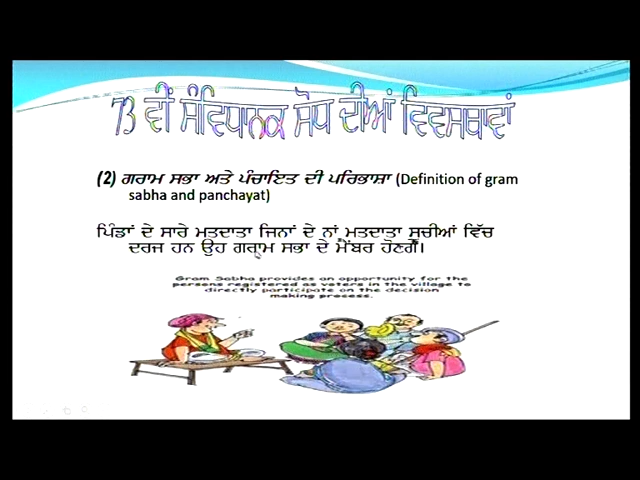 73 ਵੀਂ ਸੰਵਿਧਾਨਕ ਸੋਧ ਦੀਆਂ ਵਿਵਸਥਾਵਾਂ
(2) ਗਰਾਮ ਸਭਾ ਅਤੇ ਪੰਚਾਇਤ ਦੀ ਪਰਿਭਾਸ਼ਾ (Definition of gram
sabha and panchayat)
ਪਿੰਡਾਂ ਦੇ ਸਾਰੇ ਮਤਦਾਤਾ ਜਿਨਾਂ ਦੇ ਨਾਂ ਮਤਦਾਤਾ ਸੂਚੀਆਂ ਵਿੱਚ
ਦਰਜ ਹਨ ਉਹ ਗਰਾਮ ਸਭਾ ਦੇ ਮੈਂਬਰ ਹੋਣਗੇਂ।
Gram Sabha provides an opportunity for the
persons registered as voters in the village to
directly participate on the decision
making process.